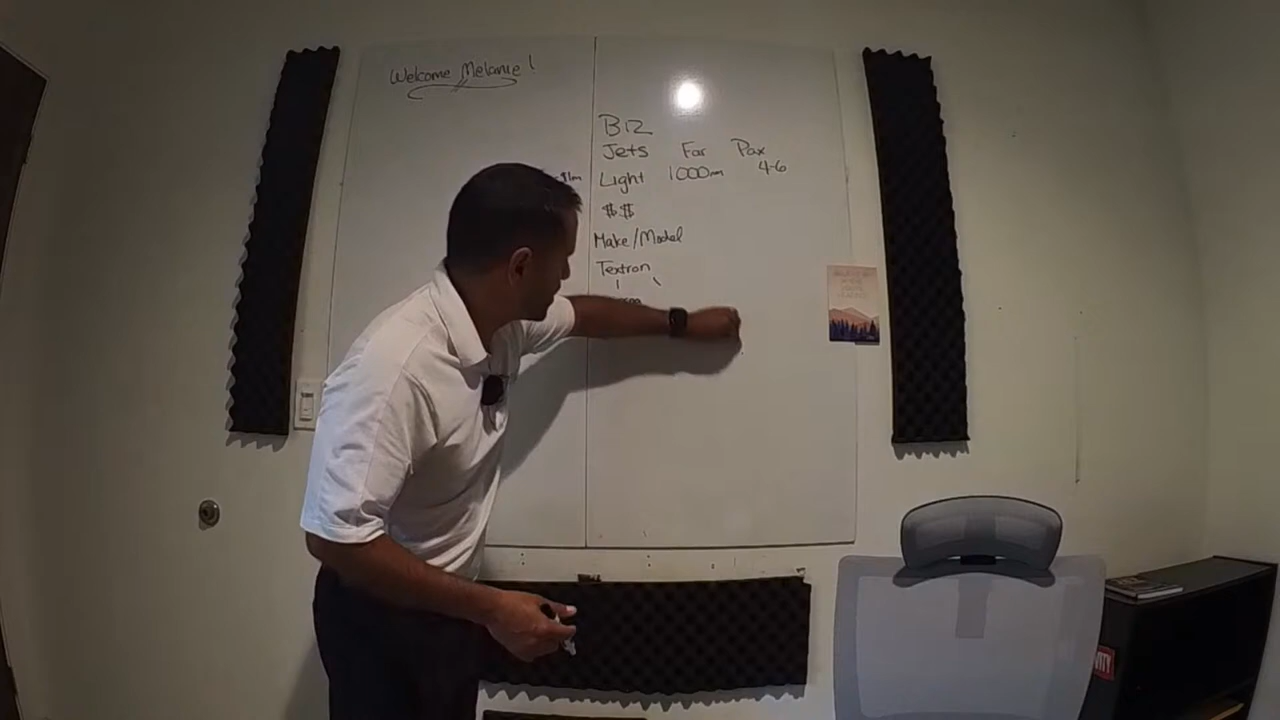 Welcome Melanie!
Biz
Jets Far Pax
Light 1000nm 4-6
$$
Make/Model
Textron